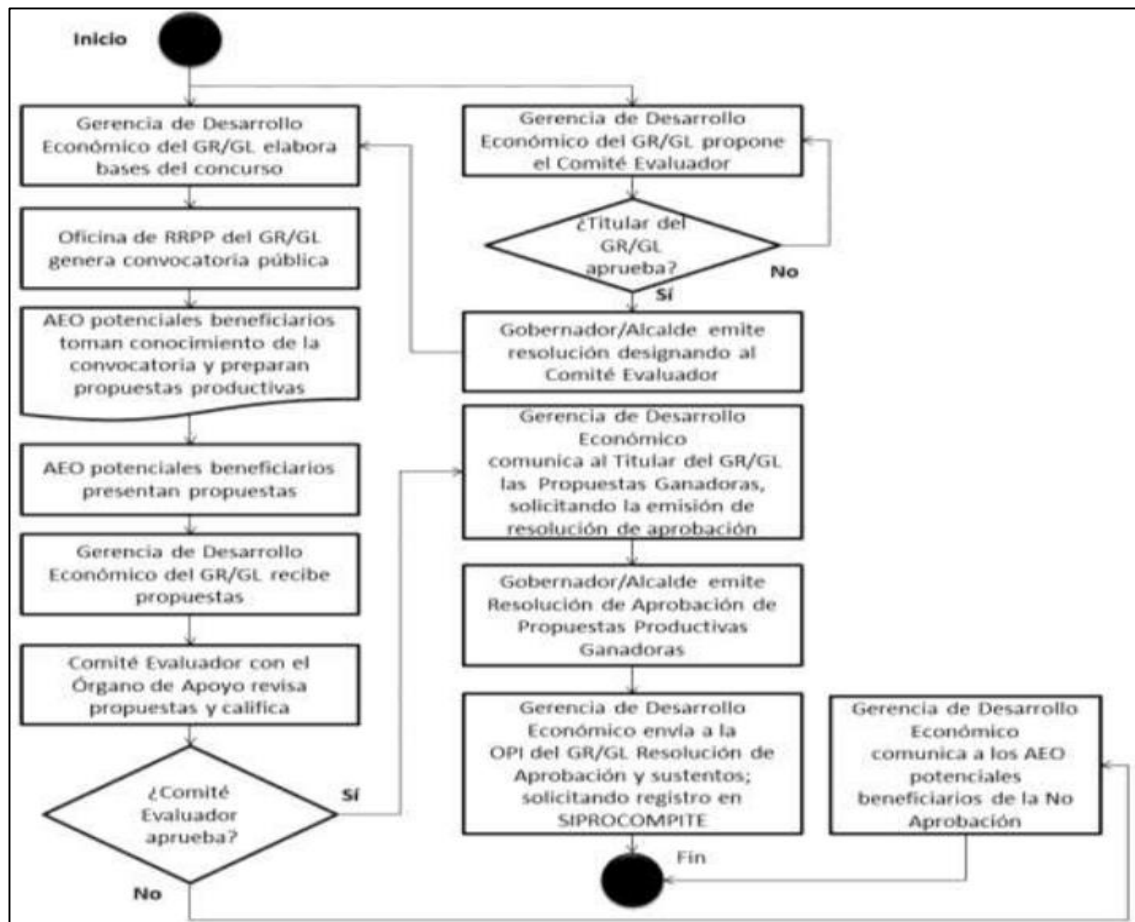 Inicio
Gerencia de Desarrollo
Económico del GR/GL elabora
bases del concurso
Oficina de RRPP del GR/GL
genera convocatoria pública
AEO potenciales beneficiarios
toman conocimiento de la
convocatoria y preparan
propuestas productivas
AEO potenciales beneficiarios
presentan propuestas
Gerencia de Desarrollo
Económico del GR/GL recibe
propuestas
Comité Evaluador con el
Órgano de Apoyo revisa
propuestas y califica
¿Comité
Evaluador
aprueba?
Sí
No
Gerencia de Desarrollo
Económico del GR/GL propone
el Comité Evaluador
¿Titular del
GR/GL
aprueba?
No
Sí
Gobernador/Alcalde emite
resolución designando al
Comité Evaluador
Gerencia de Desarrollo
Económico
comunica al Titular del GR/GL
las Propuestas Ganadoras,
solicitando la emisión de
resolución de aprobación
Gobernador/Alcalde emite
Resolución de Aprobación de
Propuestas Productivas
Ganadoras
Gerencia de Desarrollo
Económico envía a la
OPI del GR/GL Resolución de
Aprobación y sustentos;
solicitando registro en
SIPROCOMPITE
Gerencia de Desarrollo
Económico
comunica a los AEO
potenciales
beneficiarios de la No
Aprobación
Fín